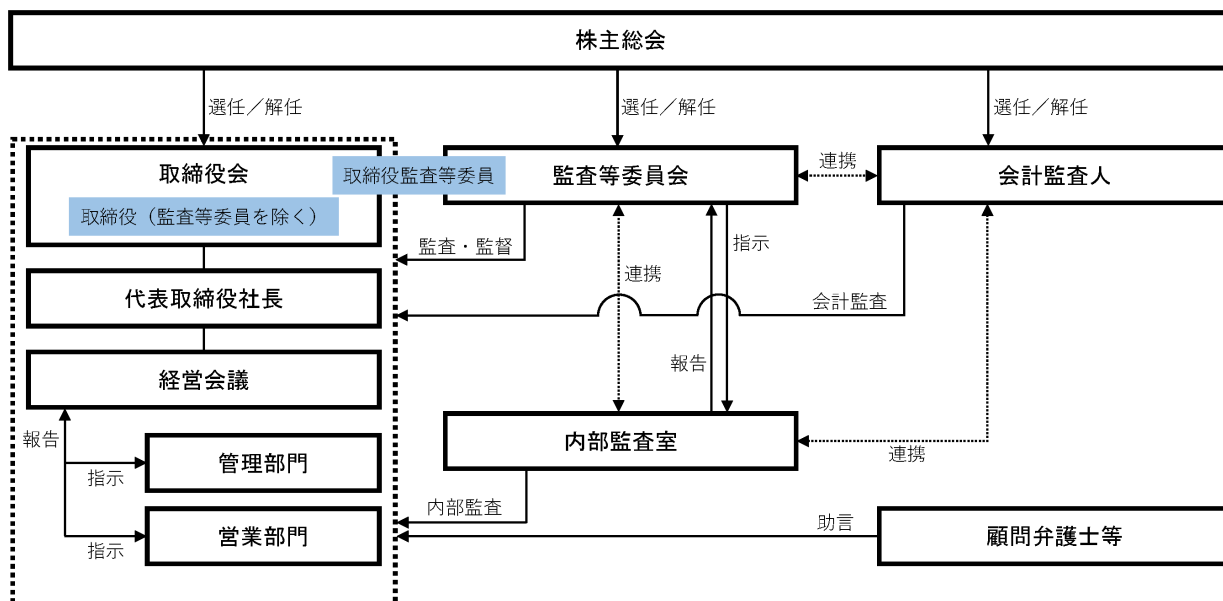 株主総会
選任／解任
選任／解任
選任／解任
取締役会
取締役監査等委員
監査等委員会
連携
会計監査人
取締役（監査等委員を除く）
監査・監督
指示
連携
代表取締役社長
会計監査
報告
経営会議
報告
内部監査室
連携
管理部門
指示
内部監査
営業部門
助言
顧問弁護士等
指示